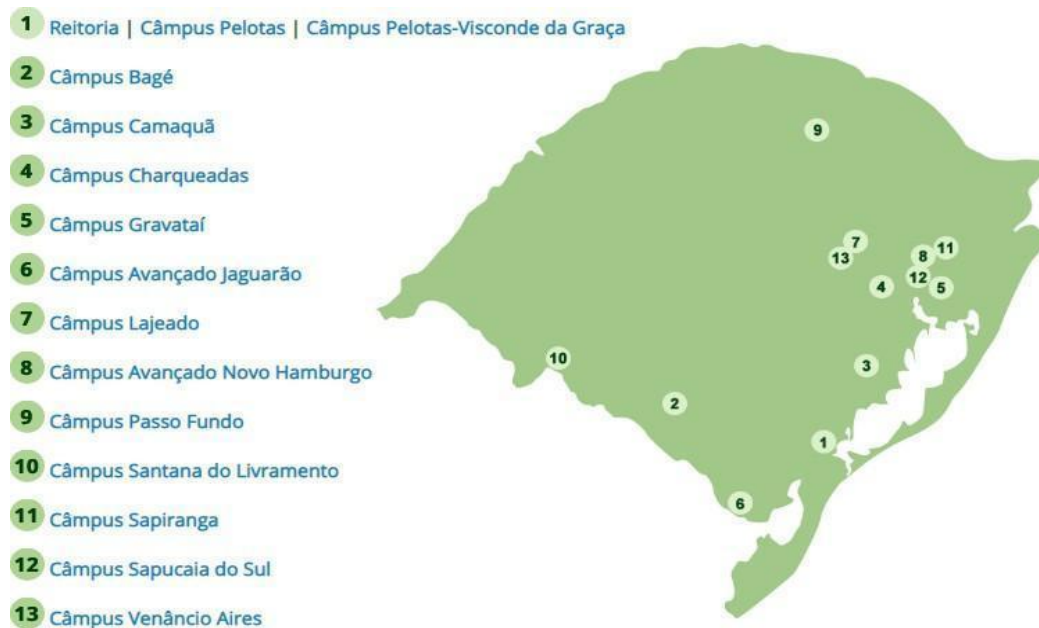 1 Reitoria | Câmpus Pelotas | Câmpus Pelotas-Visconde da Graça
2 Câmpus Bagé
3 Câmpus Camaquã
4 Câmpus Charqueadas
5 Câmpus Gravataí
6 Câmpus Avançado Jaguarão
7 Câmpus Lajeado
8 Câmpus Avançado Novo Hamburgo
9 Câmpus Passo Fundo
10 Câmpus Santana do Livramento
11 Câmpus Sapiranga
12 Câmpus Sapucaia do Sul
13 Câmpus Venâncio Aires
9
7
11
8
13
12
4
5
10
3
2
1
6